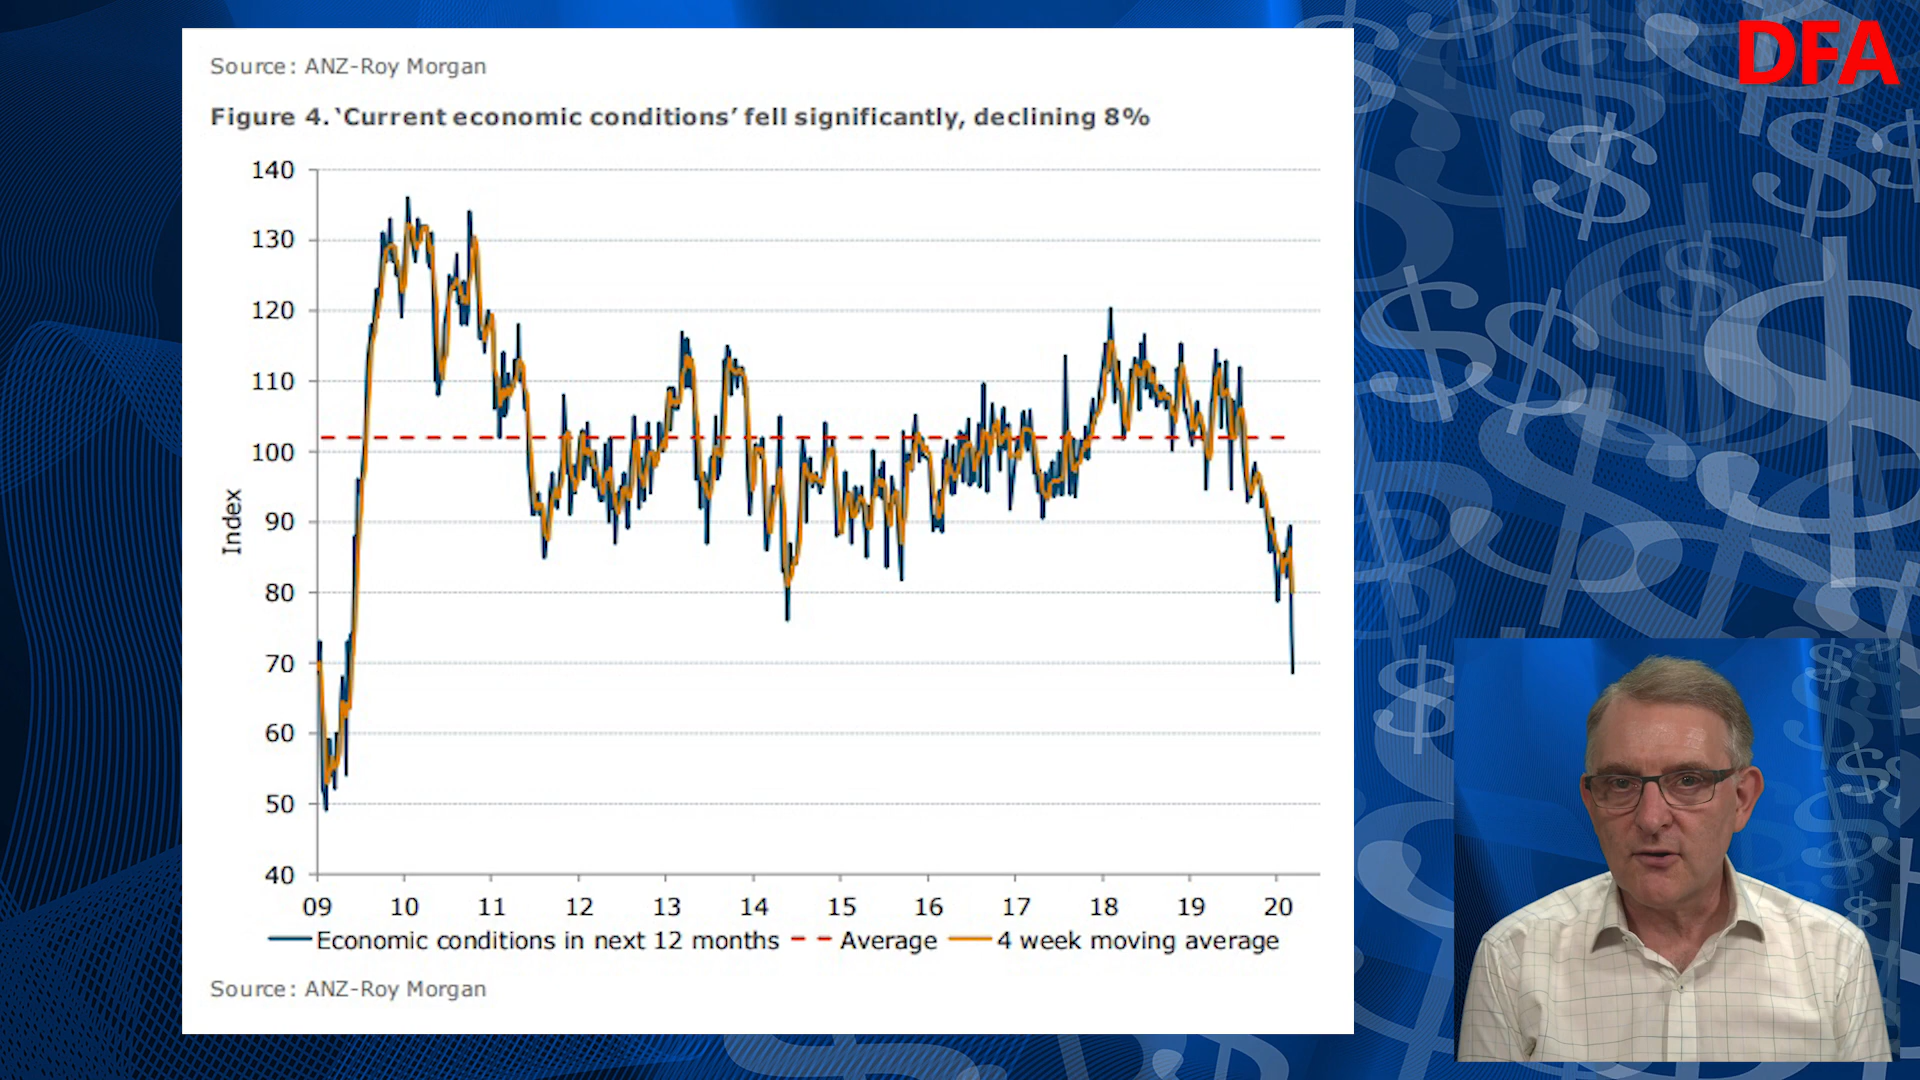 DFA
Source: ANZ-Roy Morgan
Figure 4. ‘Current economic conditions’ fell significantly, declining 8%
140
130
120
110
100
90
80
70
60
50
40
Index
09 10 11 12 13 14 15 16 17 18 19 20
Economic conditions in next 12 months Average 4 week moving average
Source: ANZ-Roy Morgan